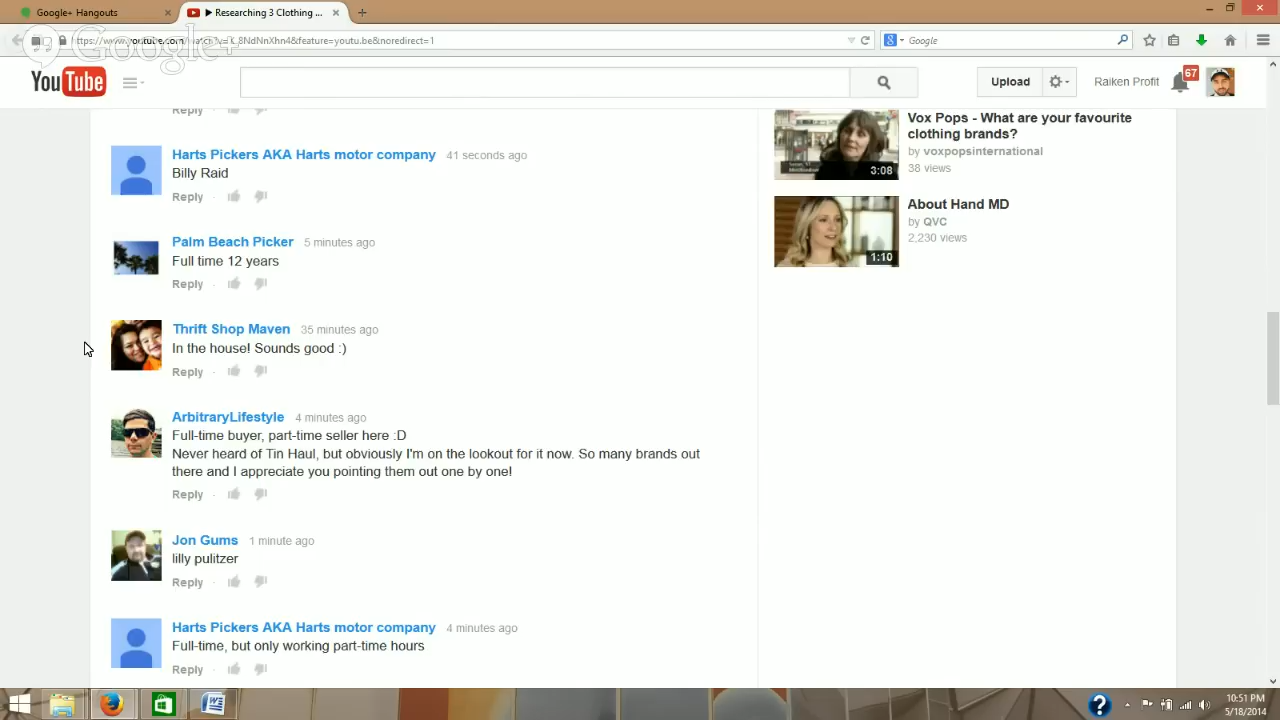 Google+ Hangouts
▶ Researching 3 Clothing ...
Google+
Google
YouTube
Upload
Raiken Profit
67
Reply
Harts Pickers AKA Harts motor company 41 seconds ago
Billy Raid
Reply
Palm Beach Picker 5 minutes ago
Full time 12 years
Reply
Thrift Shop Maven 35 minutes ago
In the house! Sounds good :)
Reply
ArbitraryLifestyle 4 minutes ago
Full-time buyer, part-time seller here :D
Never heard of Tin Haul, but obviously I'm on the lookout for it now. So many brands out
there and I appreciate you pointing them out one by one!
Reply
Jon Gums 1 minute ago
lilly pulitzer
Reply
Harts Pickers AKA Harts motor company 4 minutes ago
Full-time, but only working part-time hours
Reply
Vox Pops - What are your favourite
clothing brands?
by voxpopsinternational
38 views
3:08
About Hand MD
by QVC
2,230 views
1:10
10:51 PM
5/18/2014